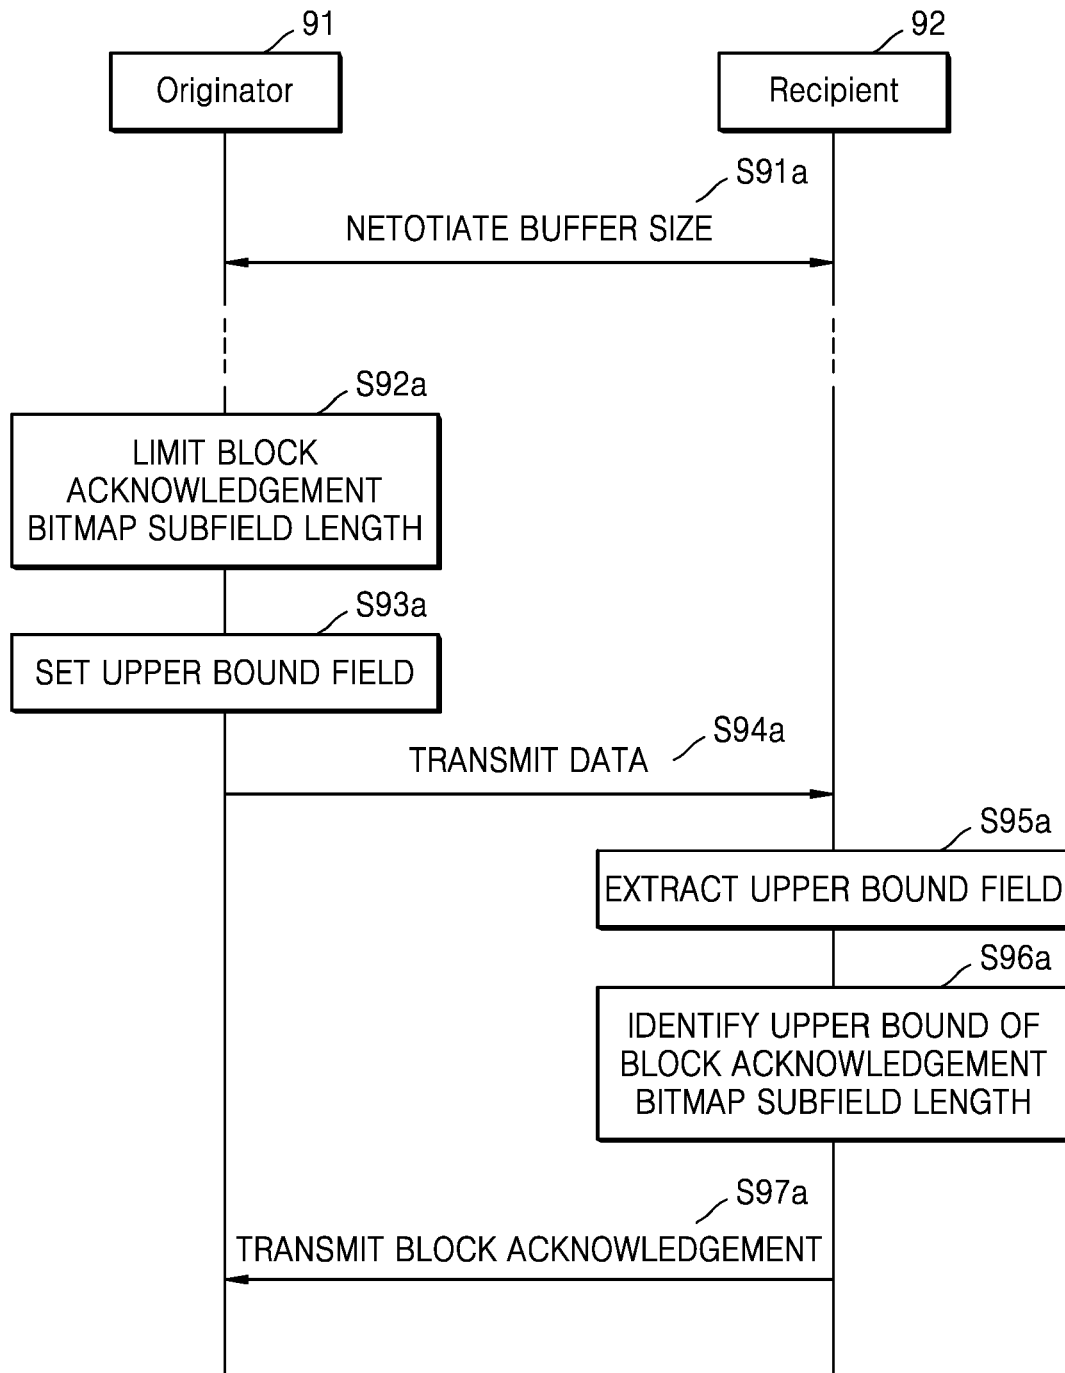 91
92
Originator
Recipient
S91a
NETOTIATE BUFFER SIZE
S92a
LIMIT BLOCK
ACKNOWLEDGEMENT
BITMAP SUBFIELD LENGTH
S93a
SET UPPER BOUND FIELD
S94a
TRANSMIT DATA
S95a
EXTRACT UPPER BOUND FIELD
S96a
IDENTIFY UPPER BOUND OF
BLOCK ACKNOWLEDGEMENT
BITMAP SUBFIELD LENGTH
S97a
TRANSMIT BLOCK ACKNOWLEDGEMENT